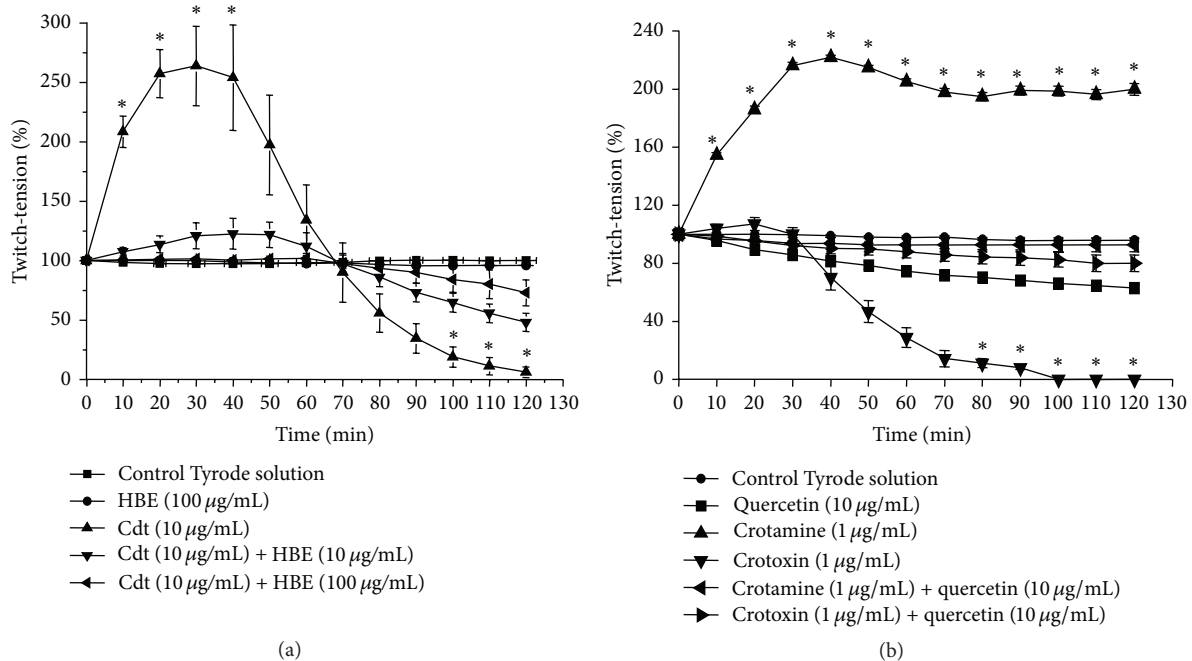 300
250
200
150
100
50
0
Twitch-tension (%)
* * * * * * *
0 10 20 30 40 50 60 70 80 90 100 110 120 130
Time (min)
Control Tyrode solution
HBE (100 μg/mL)
Cdt (10 μg/mL)
Cdt (10 μg/mL) + HBE (10 μg/mL)
Cdt (10 μg/mL) + HBE (100 μg/mL)
(a)
240
200
160
120
80
40
0
Twitch-tension (%)
* * * * * * * * * * * *
* * * * *
0 10 20 30 40 50 60 70 80 90 100 110 120 130
Time (min)
Control Tyrode solution
Quercetin (10 μg/mL)
Crotamine (1 μg/mL)
Crotoxin (1 μg/mL)
Crotamine (1 μg/mL) + quercetin (10 μg/mL)
Crotoxin (1 μg/mL) + quercetin (10 μg/mL)
(b)